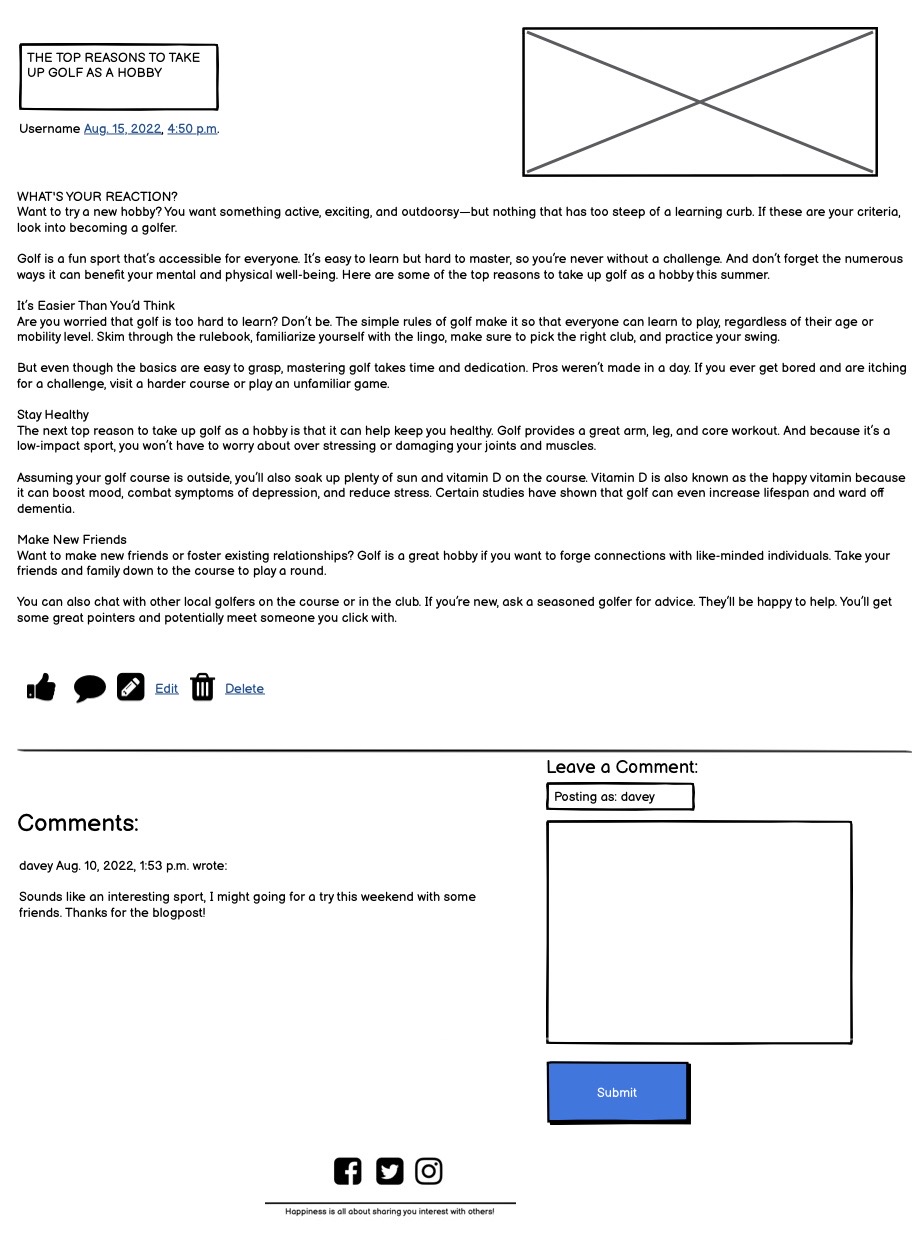 THE TOP REASONS TO TAKE
UP GOLF AS A HOBBY
Username Aug. 15, 2022, 4:50 p.m.
WHAT'S YOUR REACTION?
Want to try a new hobby? You want something active, exciting, and outdoorsy—but nothing that has too steep of a learning curb. If these are your criteria,
look into becoming a golfer.
Golf is a fun sport that's accessible for everyone. It's easy to learn but hard to master, so you're never without a challenge. And don't forget the numerous
ways it can benefit your mental and physical well-being. Here are some of the top reasons to take up golf as a hobby this summer.
It's Easier Than You'd Think
Are you worried that golf is too hard to learn? Don't be. The simple rules of golf make it so that everyone can learn to play, regardless of their age or
mobility level. Skim through the rulebook, familiarize yourself with the lingo, make sure to pick the right club, and practice your swing.
But even though the basics are easy to grasp, mastering golf takes time and dedication. Pros weren't made in a day. If you ever get bored and are itching
for a challenge, visit a harder course or play an unfamiliar game.
Stay Healthy
The next top reason to take up golf as a hobby is that it can help keep you healthy. Golf provides a great arm, leg, and core workout. And because it's a
low-impact sport, you won't have to worry about over stressing or damaging your joints and muscles.
Assuming your golf course is outside, you'll also soak up plenty of sun and vitamin D on the course. Vitamin D is also known as the happy vitamin because
it can boost mood, combat symptoms of depression, and reduce stress. Certain studies have shown that golf can even increase lifespan and ward off
dementia.
Make New Friends
Want to make new friends or foster existing relationships? Golf is a great hobby if you want to forge connections with like-minded individuals. Take your
friends and family down to the course to play a round.
You can also chat with other local golfers on the course or in the club. If you're new, ask a seasoned golfer for advice. They'll be happy to help. You'll get
some great pointers and potentially meet someone you click with.
Edit Delete
Leave a Comment:
Posting as: davey
Comments:
davey Aug. 10, 2022, 1:53 p.m. wrote:
Sounds like an interesting sport, I might going for a try this weekend with some
friends. Thanks for the blogpost!
Submit
Happiness is all about sharing you interest with others!